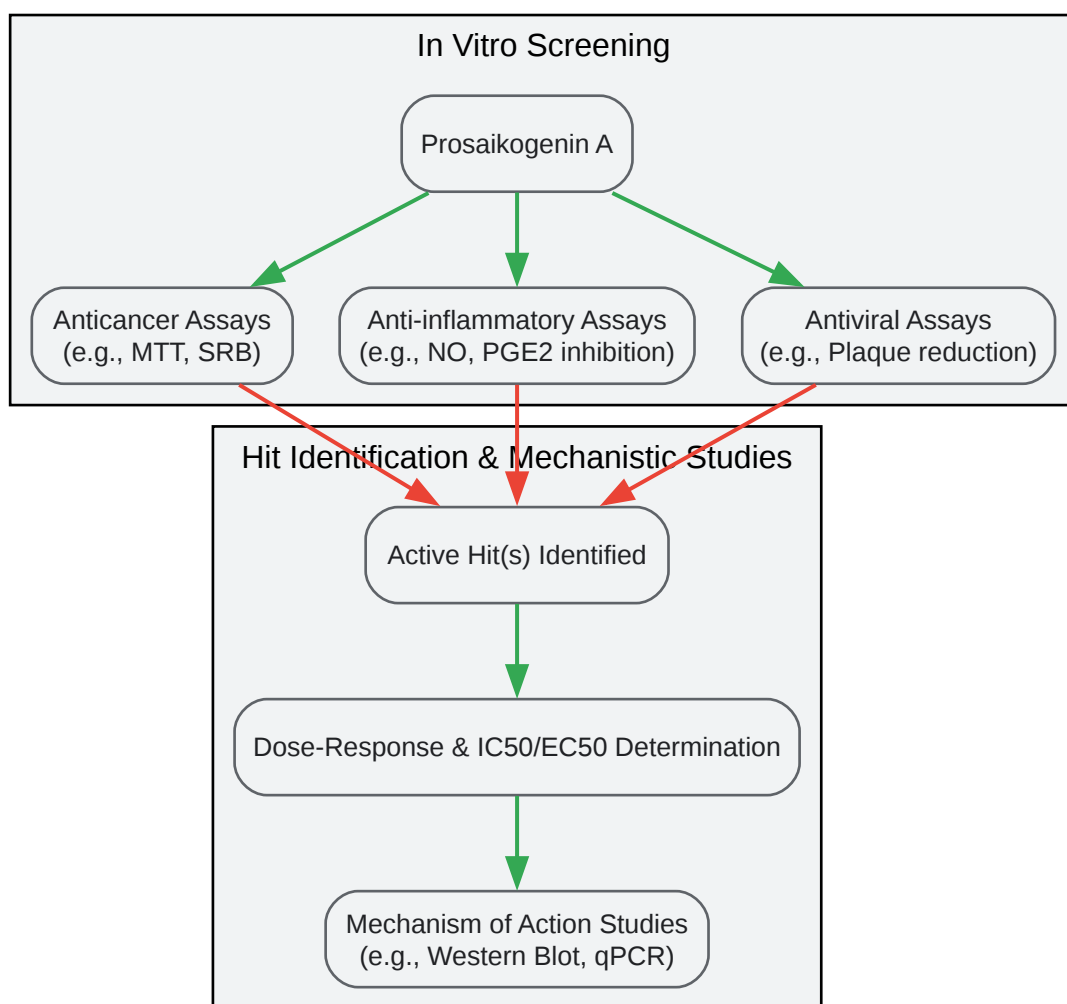 In Vitro Screening
Prosaikogenin A
Anticancer Assays
(e.g., MTT, SRB)
Anti-inflammatory Assays
(e.g., NO, PGE2 inhibition)
Antiviral Assays
(e.g., Plaque reduction)
Hit Identification & Mechanistic Studies
Active Hit(s) Identified
Dose-Response & IC50/EC50 Determination
Mechanism of Action Studies
(e.g., Western Blot, qPCR)